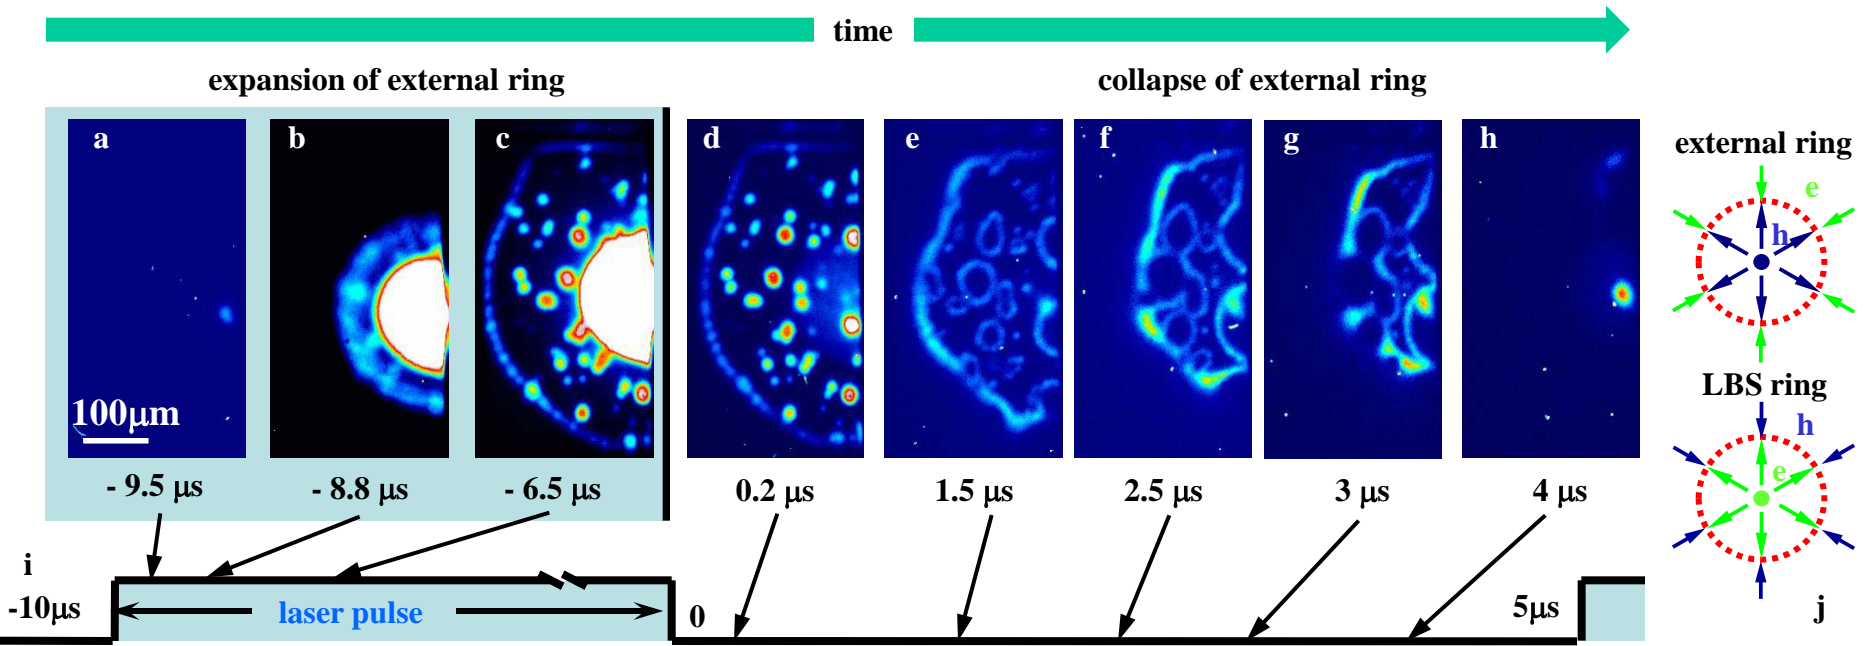 time
expansion of external ring
collapse of external ring
a
b
c
d
e
f
g
h
100μm
- 9.5 μs
- 8.8 μs
- 6.5 μs
0.2 μs
1.5 μs
2.5 μs
3 μs
4 μs
i
-10μs
laser pulse
0
5μs
external ring
e
h
LBS ring
h
e
j